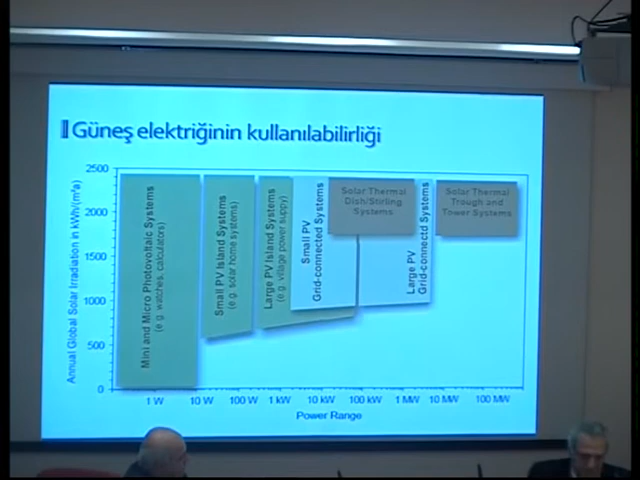 Güneş elektriğinin kullanılabilirliği
Annual Global Solar Irradiation in kWh/(m²a)
2500
2000
1500
1000
500
0
Mini and Micro Photovoltaic Systems
(e.g. watches, calculators)
Small PV Island Systems
(e.g. solar home systems)
Large PV Island Systems
(e.g. village power supply)
Small PV
Grid-connected Systems
Solar Thermal
Dish/Stirling
Systems
Large PV
Grid-connectd Systems
Solar Thermal
Trough and
Tower Systems
1 W
10 W
100 W
1 kW
10 kW
100 kW
1 MW
10 MW
100 MW
Power Range